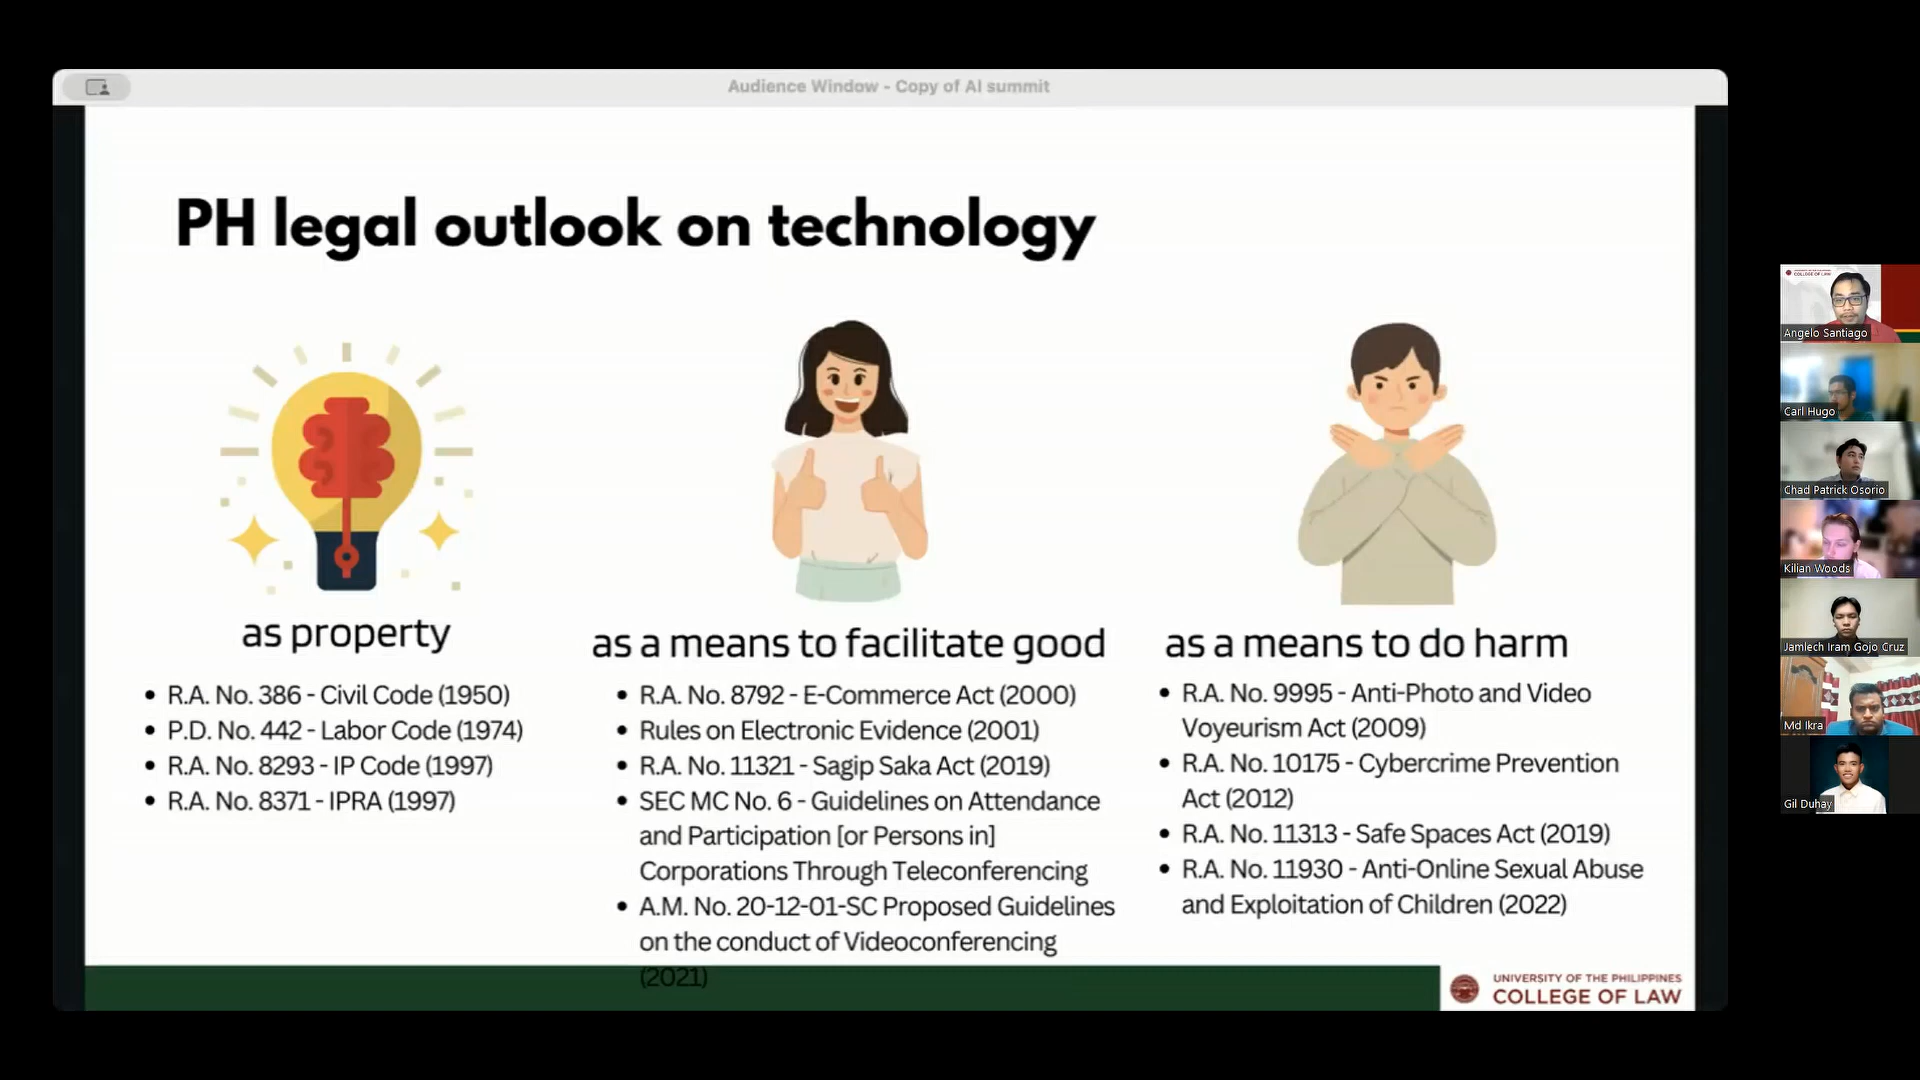 Audience Window - Copy of AI summit
PH legal outlook on technology
as property
• R.A. No. 386 - Civil Code (1950)
• P.D. No. 442 - Labor Code (1974)
• R.A. No. 8293 - IP Code (1997)
• R.A. No. 8371 - IPRA (1997)
as a means to facilitate good
• R.A. No. 8792 - E-Commerce Act (2000)
• Rules on Electronic Evidence (2001)
• R.A. No. 11321 - Sagip Saka Act (2019)
• SEC MC No. 6 - Guidelines on Attendance
and Participation [or Persons in]
Corporations Through Teleconferencing
• A.M. No. 20-12-01-SC Proposed Guidelines
on the conduct of Videoconferencing
(2021)
as a means to do harm
• R.A. No. 9995 - Anti-Photo and Video
Voyeurism Act (2009)
• R.A. No. 10175 - Cybercrime Prevention
Act (2012)
• R.A. No. 11313 - Safe Spaces Act (2019)
• R.A. No. 11930 - Anti-Online Sexual Abuse
and Exploitation of Children (2022)
UNIVERSITY OF THE PHILIPPINES
COLLEGE OF LAW
COLLEGE OF LAW
Angelo Santiago
Carl Hugo
Chad Patrick Osorio
Kilian Woods
Jamlech Iram Gojo Cruz
Md Ikra
Gil Duhay